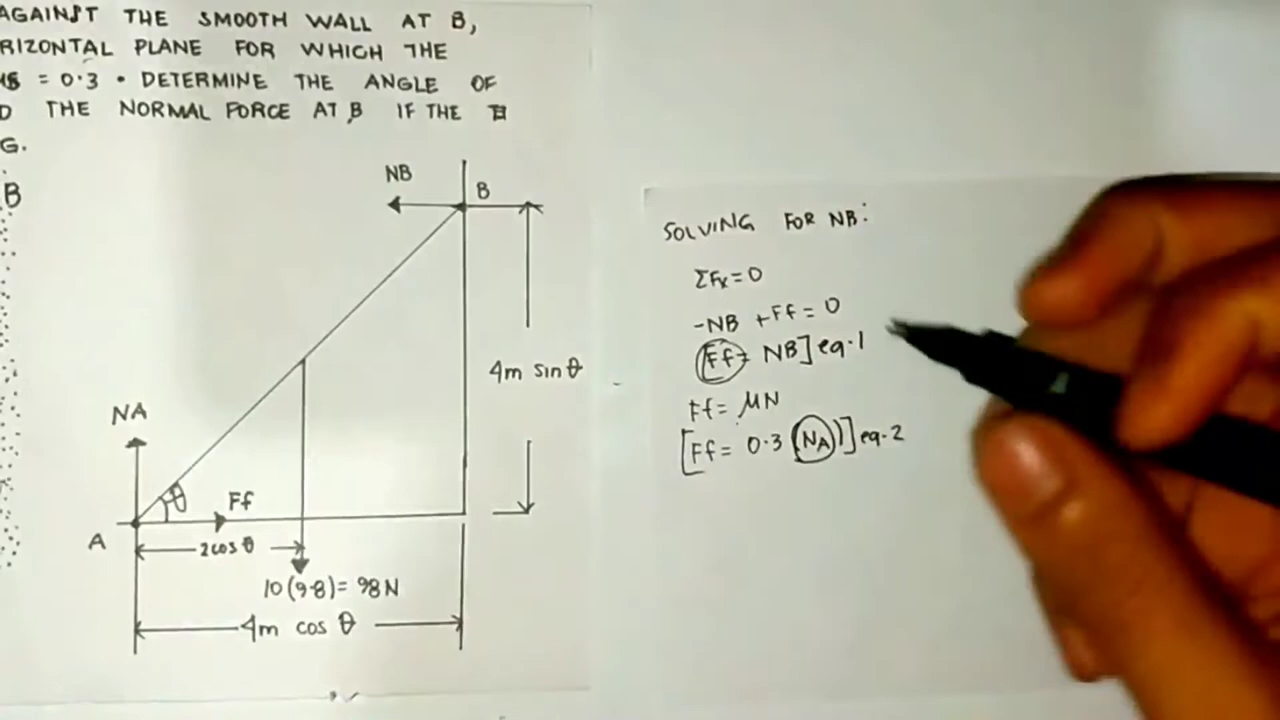 AGAINST THE SMOOTH WALL AT B,
RIZONTAL PLANE FOR WHICH THE
= 0.3 • DETERMINE THE ANGLE OF
THE NORMAL FORCE AT B IF THE
G.
B
NB
B
4m sinθ
NA
θ
Ff
A
2cosθ
10(9.8)= 98N
4m cos θ
SOLVING FOR NB:
ΣFx=0
-NB +Ff = 0
Ff= NB] eq.1
Ff= μN
[Ff= 0.3 (NA)] eq.2